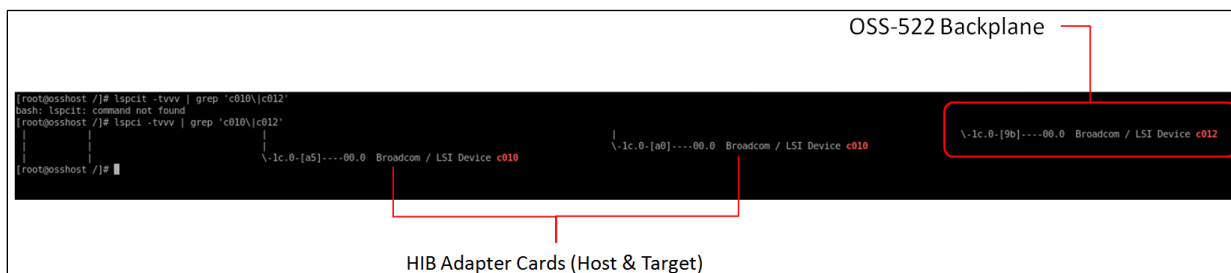 OSS-522 Backplane
[root@osshost /]# lspcit -tvvv | grep 'c010\|c012'
bash: lspcit: command not found
[root@osshost /]# lspci -tvvv | grep 'c010\|c012'
| | | | \-1c.0-[9b]----00.0 Broadcom / LSI Device c012
| | | \-1c.0-[a0]----00.0 Broadcom / LSI Device c010
| | \-1c.0-[a5]----00.0 Broadcom / LSI Device c010
[root@osshost /]#
HIB Adapter Cards (Host & Target)